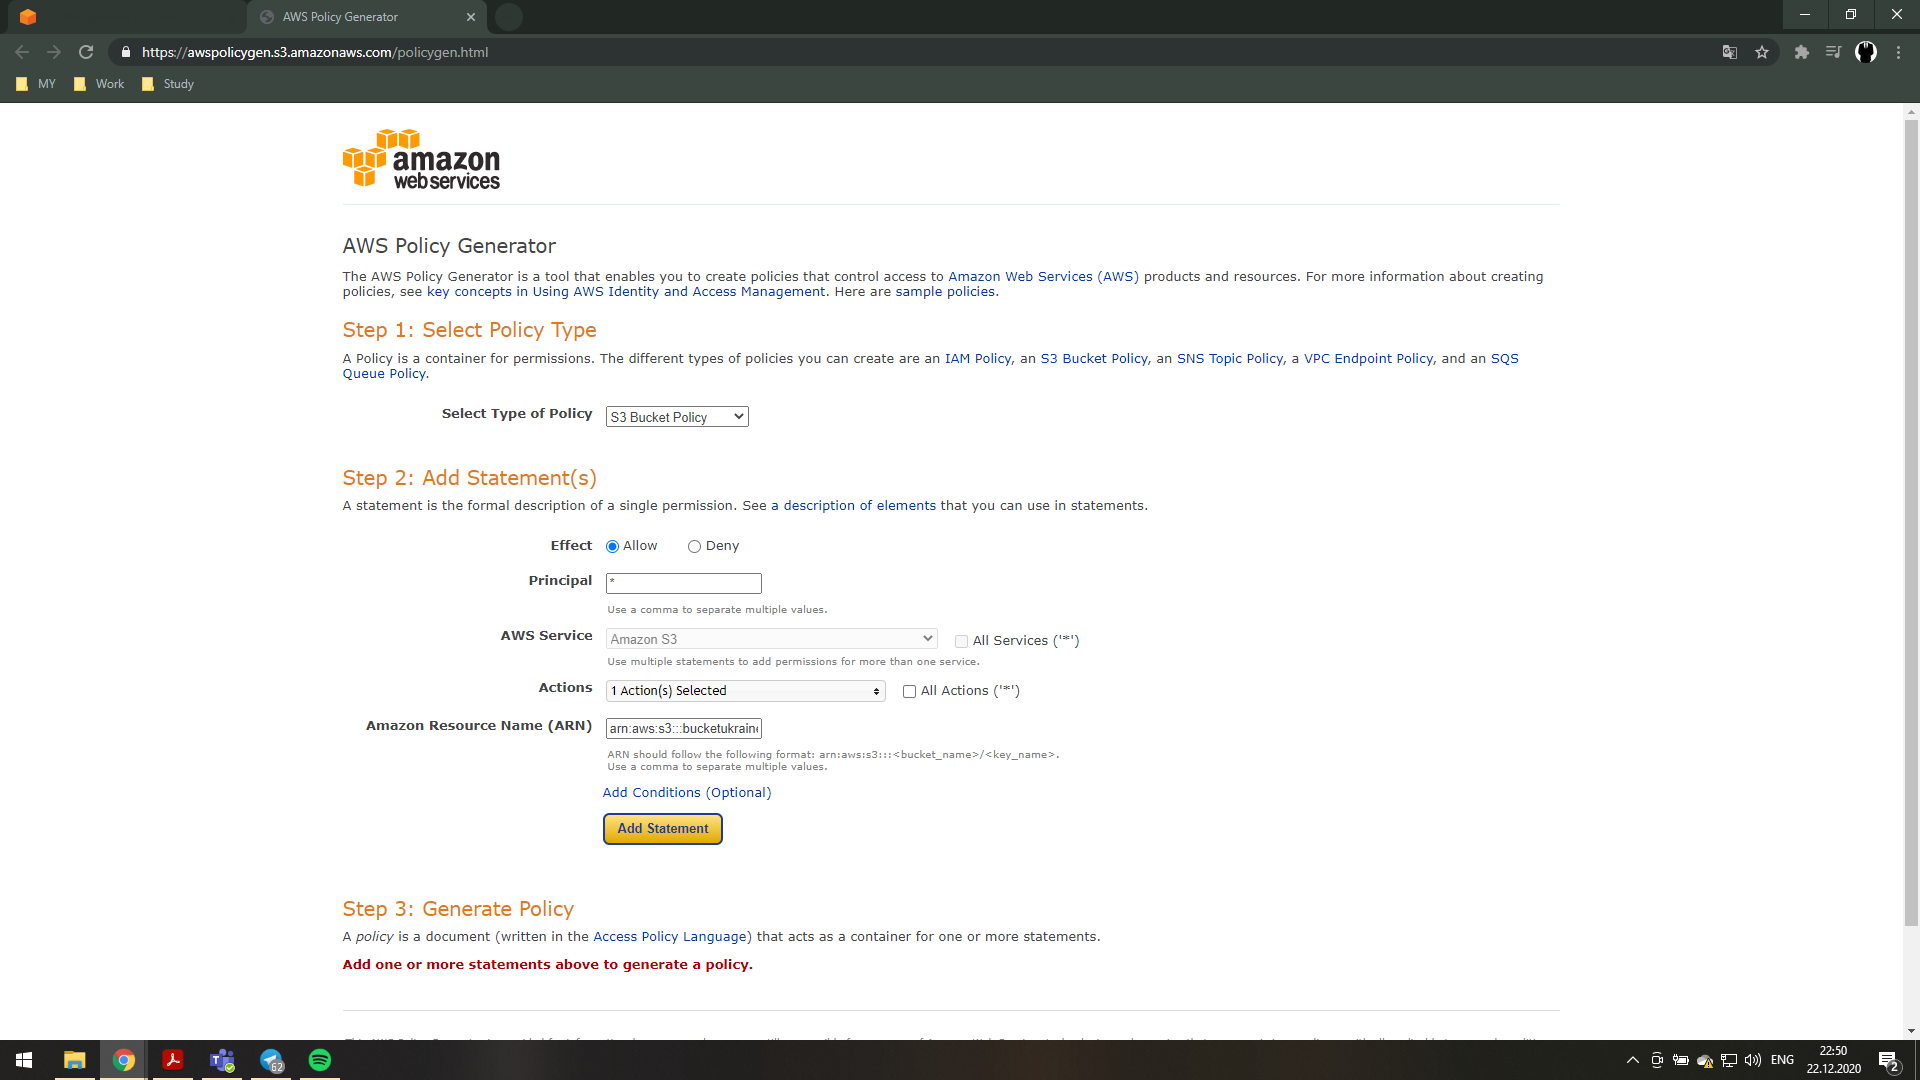 AWS Policy Generator
https://awspolicygen.s3.amazonaws.com/policygen.html
MY
Work
Study
amazon
web services
AWS Policy Generator
The AWS Policy Generator is a tool that enables you to create policies that control access to Amazon Web Services (AWS) products and resources. For more information about creating
policies, see key concepts in Using AWS Identity and Access Management. Here are sample policies.
Step 1: Select Policy Type
A Policy is a container for permissions. The different types of policies you can create are an IAM Policy, an S3 Bucket Policy, an SNS Topic Policy, a VPC Endpoint Policy, and an SQS
Queue Policy.
Select Type of Policy S3 Bucket Policy
Step 2: Add Statement(s)
A statement is the formal description of a single permission. See a description of elements that you can use in statements.
Effect Allow Deny
Principal *
Use a comma to separate multiple values.
AWS Service Amazon S3 All Services ('*')
Use multiple statements to add permissions for more than one service.
Actions 1 Action(s) Selected All Actions ('*')
Amazon Resource Name (ARN) arn:aws:s3:::bucketukraine
ARN should follow the following format: arn:aws:s3:::<bucket_name>/<key_name>.
Use a comma to separate multiple values.
Add Conditions (Optional)
Add Statement
Step 3: Generate Policy
A policy is a document (written in the Access Policy Language) that acts as a container for one or more statements.
Add one or more statements above to generate a policy.
62
ENG
22:50
22.12.2020
2